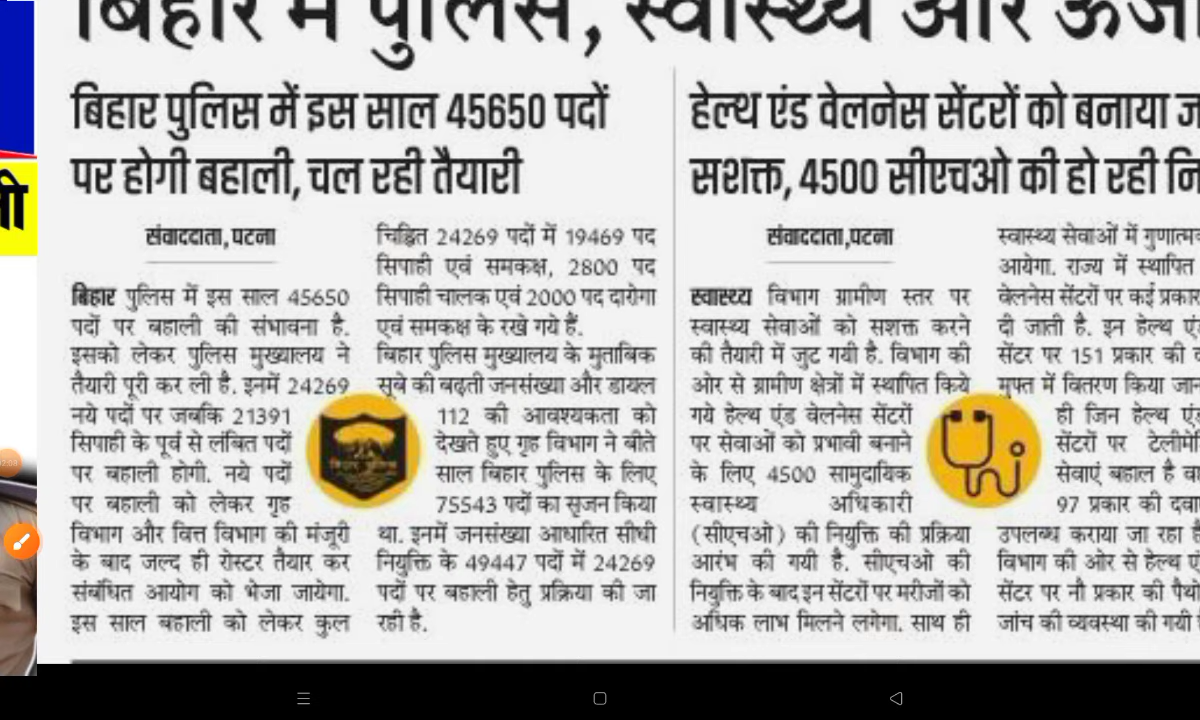 बिहार में पुलिस, स्वास्थ्य और ऊर्जा
बिहार पुलिस में इस साल 45650 पदों
पर होगी बहाली, चल रही तैयारी
संवाददाता, पटना
बिहार पुलिस में इस साल 45650
पदों पर बहाली की संभावना है.
इसको लेकर पुलिस मुख्यालय ने
तैयारी पूरी कर ली है. इनमें 24269
नये पदों पर जबकि 21391
सिपाही के पूर्व से लंबित पदों
पर बहाली होगी. नये पदों
पर बहाली को लेकर गृह
विभाग और वित्त विभाग की मंजूरी
के बाद जल्द ही रोस्टर तैयार कर
संबंधित आयोग को भेजा जायेगा.
इस साल बहाली को लेकर कुल
चिह्नित 24269 पदों में 19469 पद
सिपाही एवं समकक्ष, 2800 पद
सिपाही चालक एवं 2000 पद दारोगा
एवं समकक्ष के रखे गये हैं.
बिहार पुलिस मुख्यालय के मुताबिक
सूबे की बढ़ती जनसंख्या और डायल
112 की आवश्यकता को
देखते हुए गृह विभाग ने बीते
साल बिहार पुलिस के लिए
75543 पदों का सृजन किया
था. इनमें जनसंख्या आधारित सीधी
नियुक्ति के 49447 पदों में 24269
पदों पर बहाली हेतु प्रक्रिया की जा
रही है.
हेल्थ एंड वेलनेस सेंटरों को बनाया ज
सशक्त, 4500 सीएचओ की हो रही नि
संवाददाता,पटना
स्वास्थ्य विभाग ग्रामीण स्तर पर
स्वास्थ्य सेवाओं को सशक्त करने
की तैयारी में जुट गयी है. विभाग की
ओर से ग्रामीण क्षेत्रों में स्थापित किये
गये हेल्थ एंड वेलनेस सेंटरों
पर सेवाओं को प्रभावी बनाने
के लिए 4500 सामुदायिक
स्वास्थ्य अधिकारी
(सीएचओ) की नियुक्ति की प्रक्रिया
आरंभ की गयी है. सीएचओ की
नियुक्ति के बाद इन सेंटरों पर मरीजों को
अधिक लाभ मिलने लगेगा. साथ ही
स्वास्थ्य सेवाओं में गुणात्मक
आयेगा. राज्य में स्थापित
वेलनेस सेंटरों पर कई प्रकार
दी जाती है. इन हेल्थ एं
सेंटर पर 151 प्रकार की द
मुफ्त में वितरण किया जा
ही जिन हेल्थ एं
सेंटरों पर टेलीमे
सेवाएं बहाल है व
97 प्रकार की दवा
उपलब्ध कराया जा रहा ह
विभाग की ओर से हेल्थ ए
सेंटर पर नौ प्रकार की पैथो
जांच की व्यवस्था की गयी